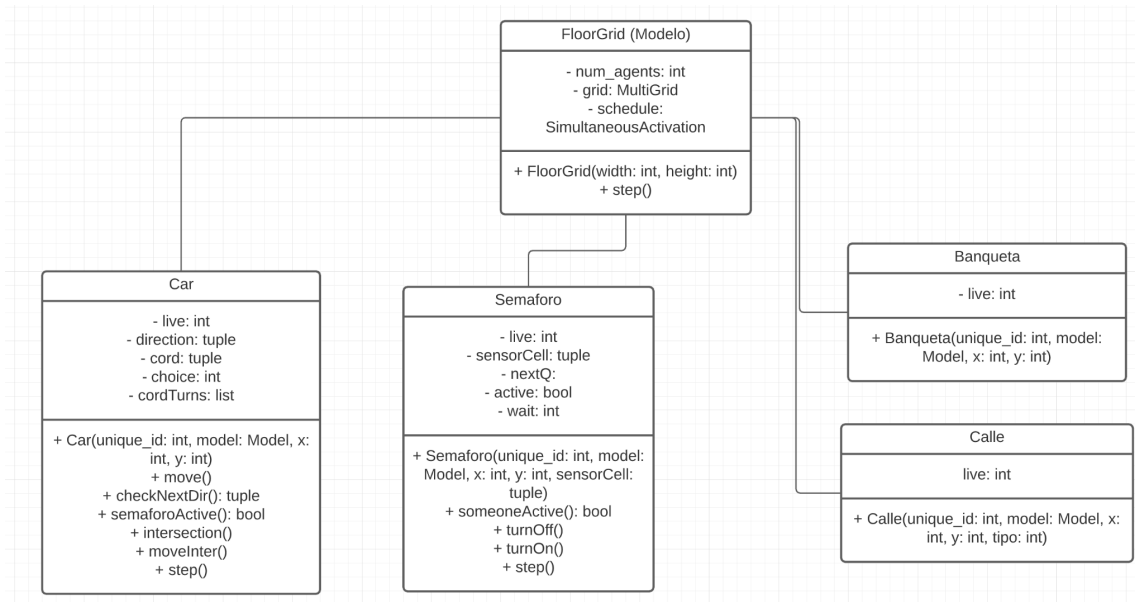 FloorGrid (Modelo)
- num_agents: int
- grid: MultiGrid
- schedule:
SimultaneousActivation
+ FloorGrid(width: int, height: int)
+ step()
Car
- live: int
- direction: tuple
- cord: tuple
- choice: int
- cordTurns: list
+ Car(unique_id: int, model: Model, x:
int, y: int)
+ move()
+ checkNextDir(): tuple
+ semaforoActive(): bool
+ intersection()
+ moveInter()
+ step()
Semaforo
- live: int
- sensorCell: tuple
- nextQ:
- active: bool
- wait: int
+ Semaforo(unique_id: int, model:
Model, x: int, y: int, sensorCell:
tuple)
+ someoneActive(): bool
+ turnOff()
+ turnOn()
+ step()
Banqueta
- live: int
+ Banqueta(unique_id: int, model:
Model, x: int, y: int)
Calle
live: int
+ Calle(unique_id: int, model: Model, x:
int, y: int, tipo: int)